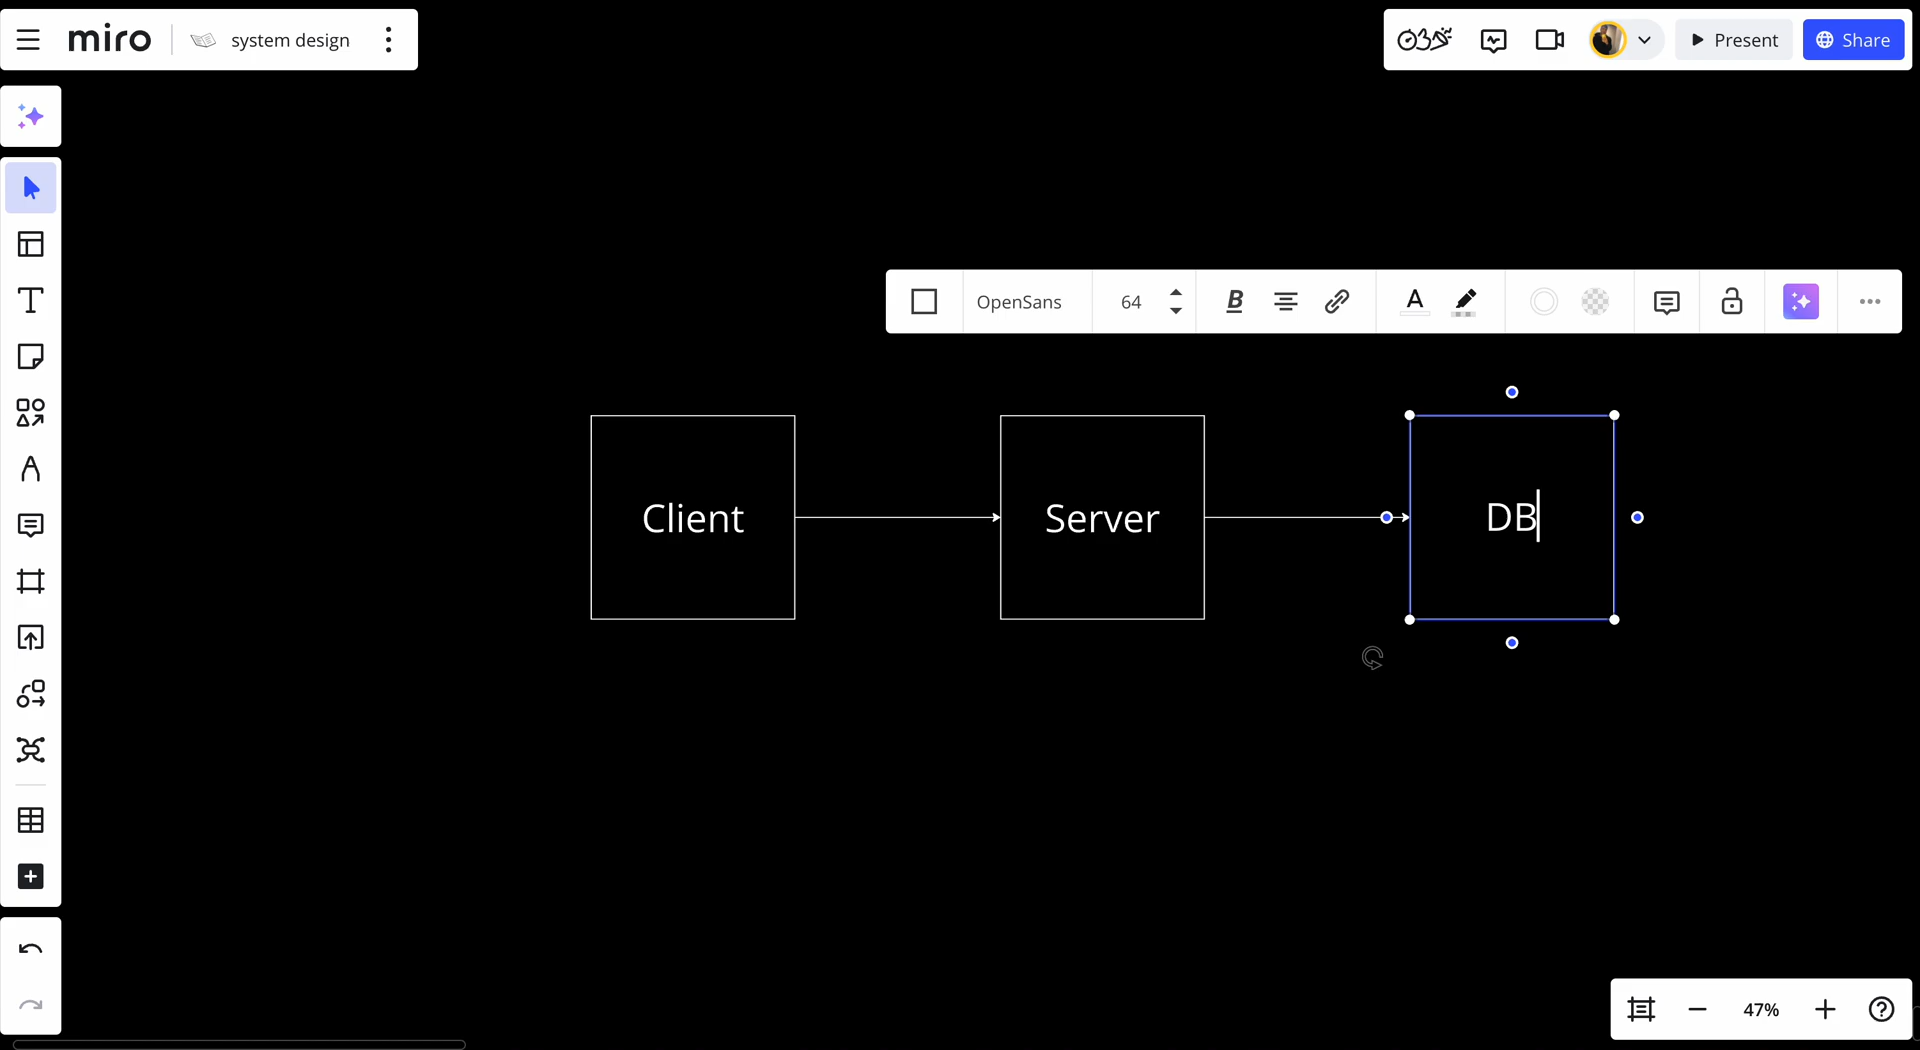 miro
system design
Present
Share
OpenSans
64
B
A
Client
Server
DB
47%